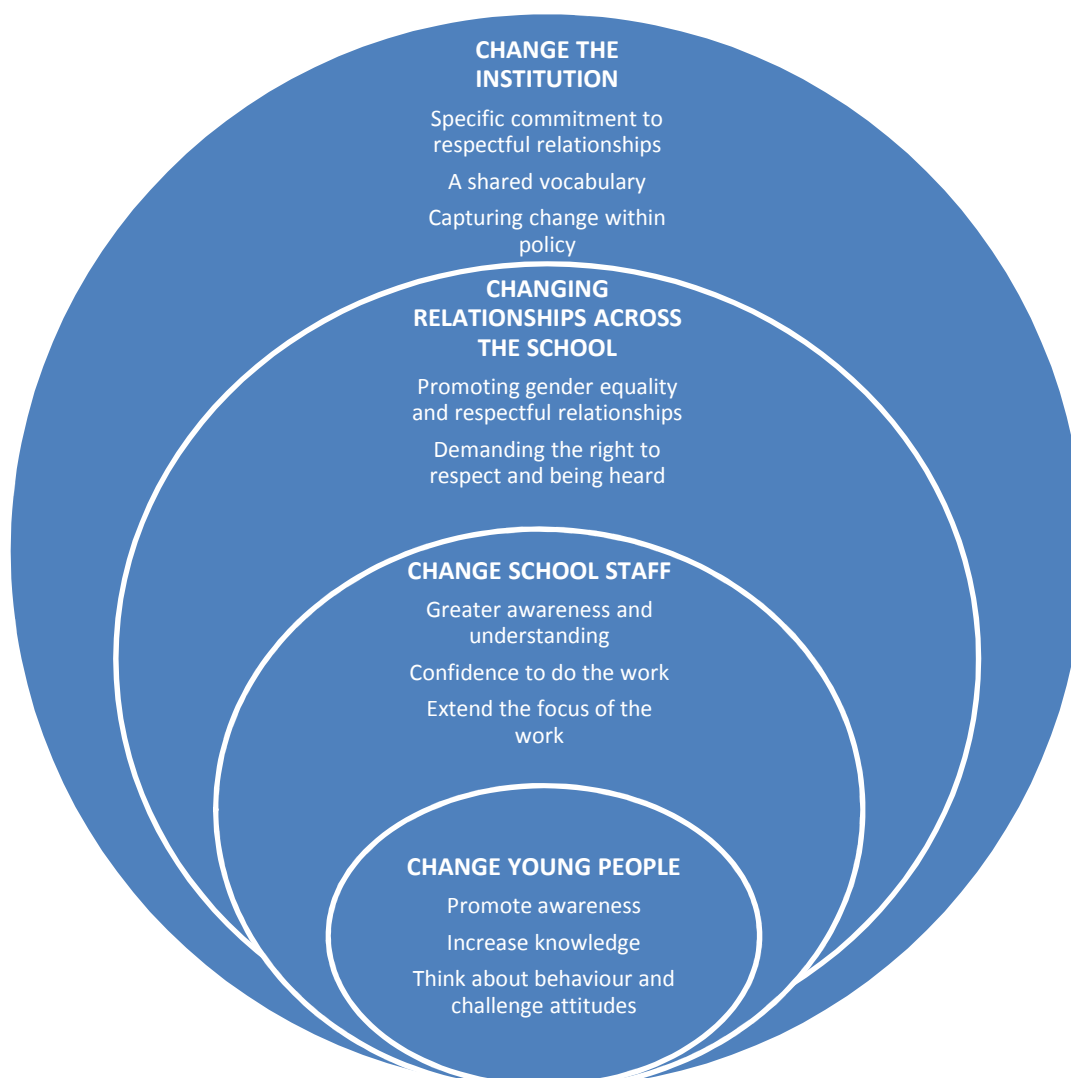 CHANGE THE
INSTITUTION
Specific commitment to
respectful relationships
A shared vocabulary
Capturing change within
policy
CHANGING
RELATIONSHIPS ACROSS
THE SCHOOL
Promoting gender equality
and respectful relationships
Demanding the right to
respect and being heard
CHANGE SCHOOL STAFF
Greater awareness and
understanding
Confidence to do the work
Extend the focus of the
work
CHANGE YOUNG PEOPLE
Promote awareness
Increase knowledge
Think about behaviour and
challenge attitudes